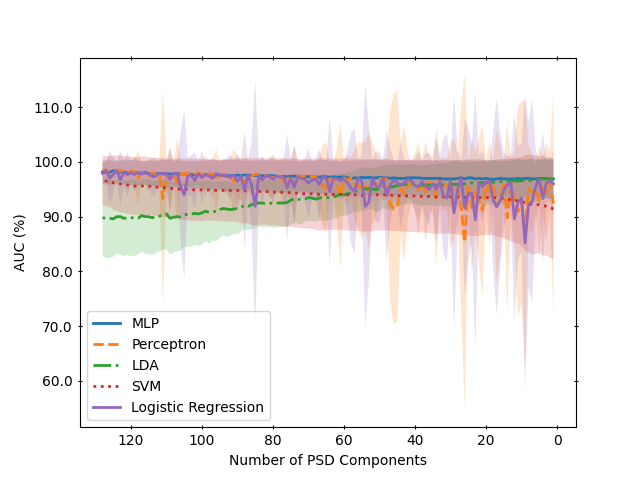 110.0
100.0
90.0
80.0
70.0
60.0
AUC (%)
MLP
Perceptron
LDA
SVM
Logistic Regression
120 100 80 60 40 20 0
Number of PSD Components